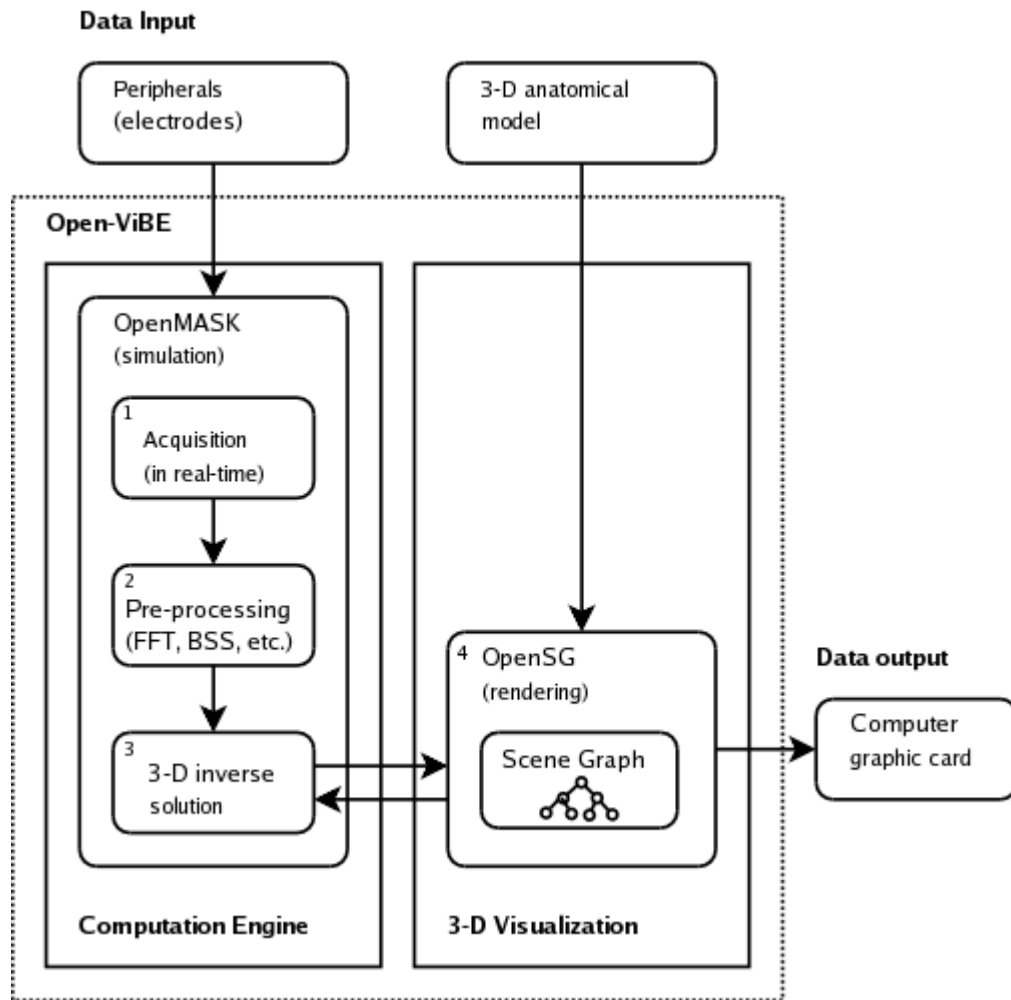 Data Input
Peripherals
(electrodes)
3-D anatomical
model
Open-ViBE
OpenMASK
(simulation)
1
Acquisition
(in real-time)
2
Pre-processing
(FFT, BSS, etc.)
3
3-D inverse
solution
Computation Engine
4
OpenSG
(rendering)
Scene Graph
3-D Visualization
Data output
Computer
graphic card